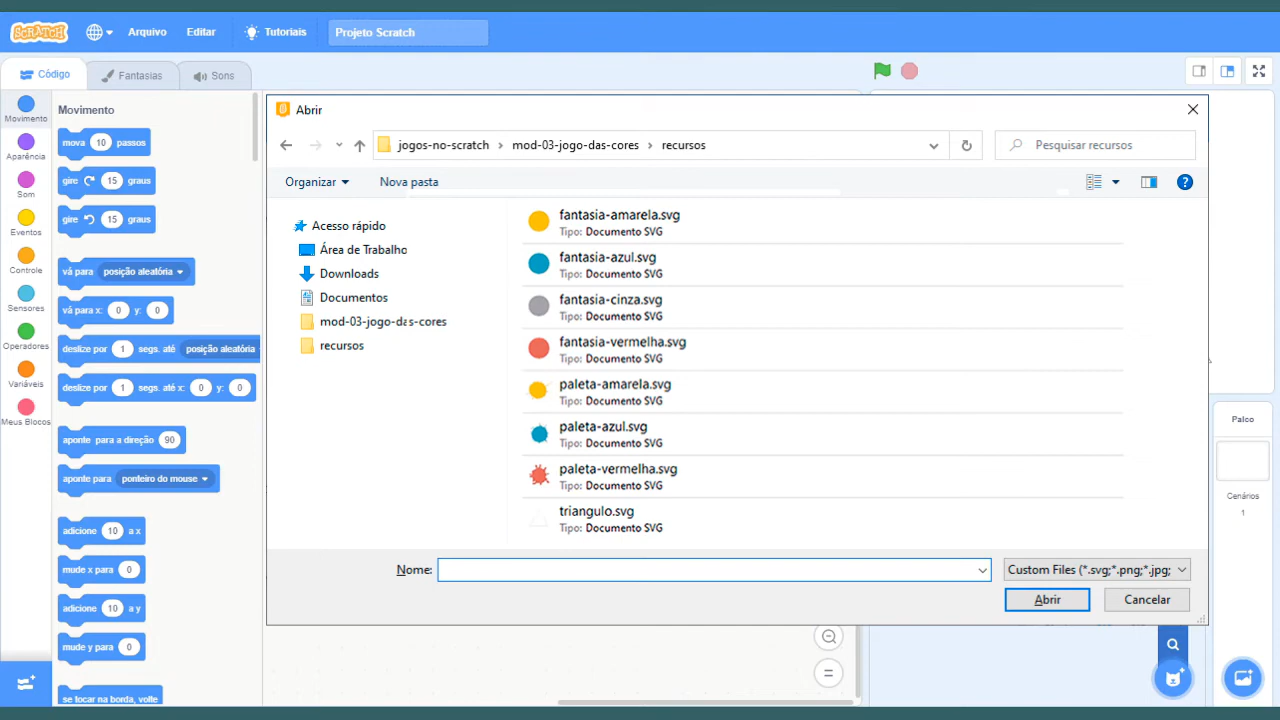 SCRATCH
Arquivo
Editar
Tutoriais
Projeto Scratch
Código
Fantasias
Sons
Movimento
Aparência
Som
Eventos
Controle
Sensores
Operadores
Variáveis
Meus Blocos
Movimento
mova 10 passos
gire 15 graus
gire 15 graus
vá para posição aleatória
vá para x: 0 y: 0
deslize por 1 segs. até posição aleatória
deslize por 1 segs. até x: 0 y: 0
aponte para a direção 90
aponte para ponteiro do mouse
adicione 10 a x
mude x para 0
adicione 10 a y
mude y para 0
se tocar na borda, volte
Abrir
jogos-no-scratch > mod-03-jogo-das-cores > recursos
Pesquisar recursos
Organizar
Nova pasta
Acesso rápido
Área de Trabalho
Downloads
Documentos
mod-03-jogo-das-cores
recursos
fantasia-amarela.svg
Tipo: Documento SVG
fantasia-azul.svg
Tipo: Documento SVG
fantasia-cinza.svg
Tipo: Documento SVG
fantasia-vermelha.svg
Tipo: Documento SVG
paleta-amarela.svg
Tipo: Documento SVG
paleta-azul.svg
Tipo: Documento SVG
paleta-vermelha.svg
Tipo: Documento SVG
triangulo.svg
Tipo: Documento SVG
Nome:
Custom Files (*.svg;*.png;*.jpg;
Abrir
Cancelar
Palco
Cenários
1